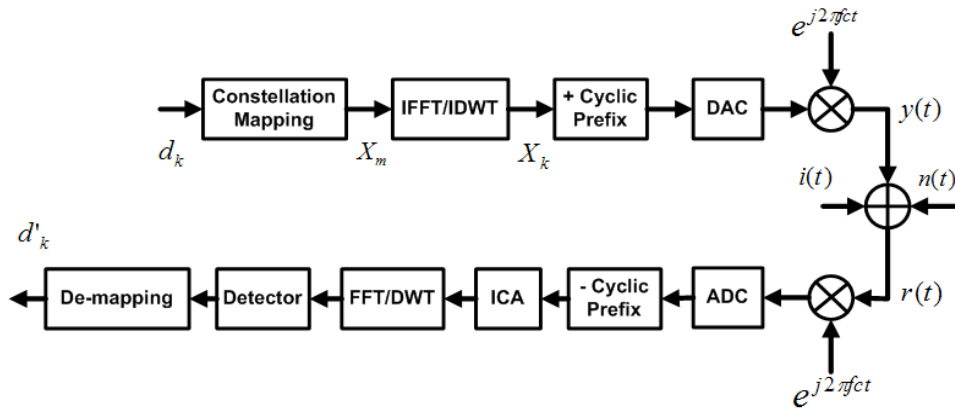 e^{j2πfct}
Constellation
Mapping
IFFT/IDWT
+ Cyclic
Prefix
DAC
d_k
X_m
X_k
y(t)
i(t)
n(t)
d'_k
De-mapping
Detector
FFT/DWT
ICA
- Cyclic
Prefix
ADC
r(t)
e^{j2πfct}